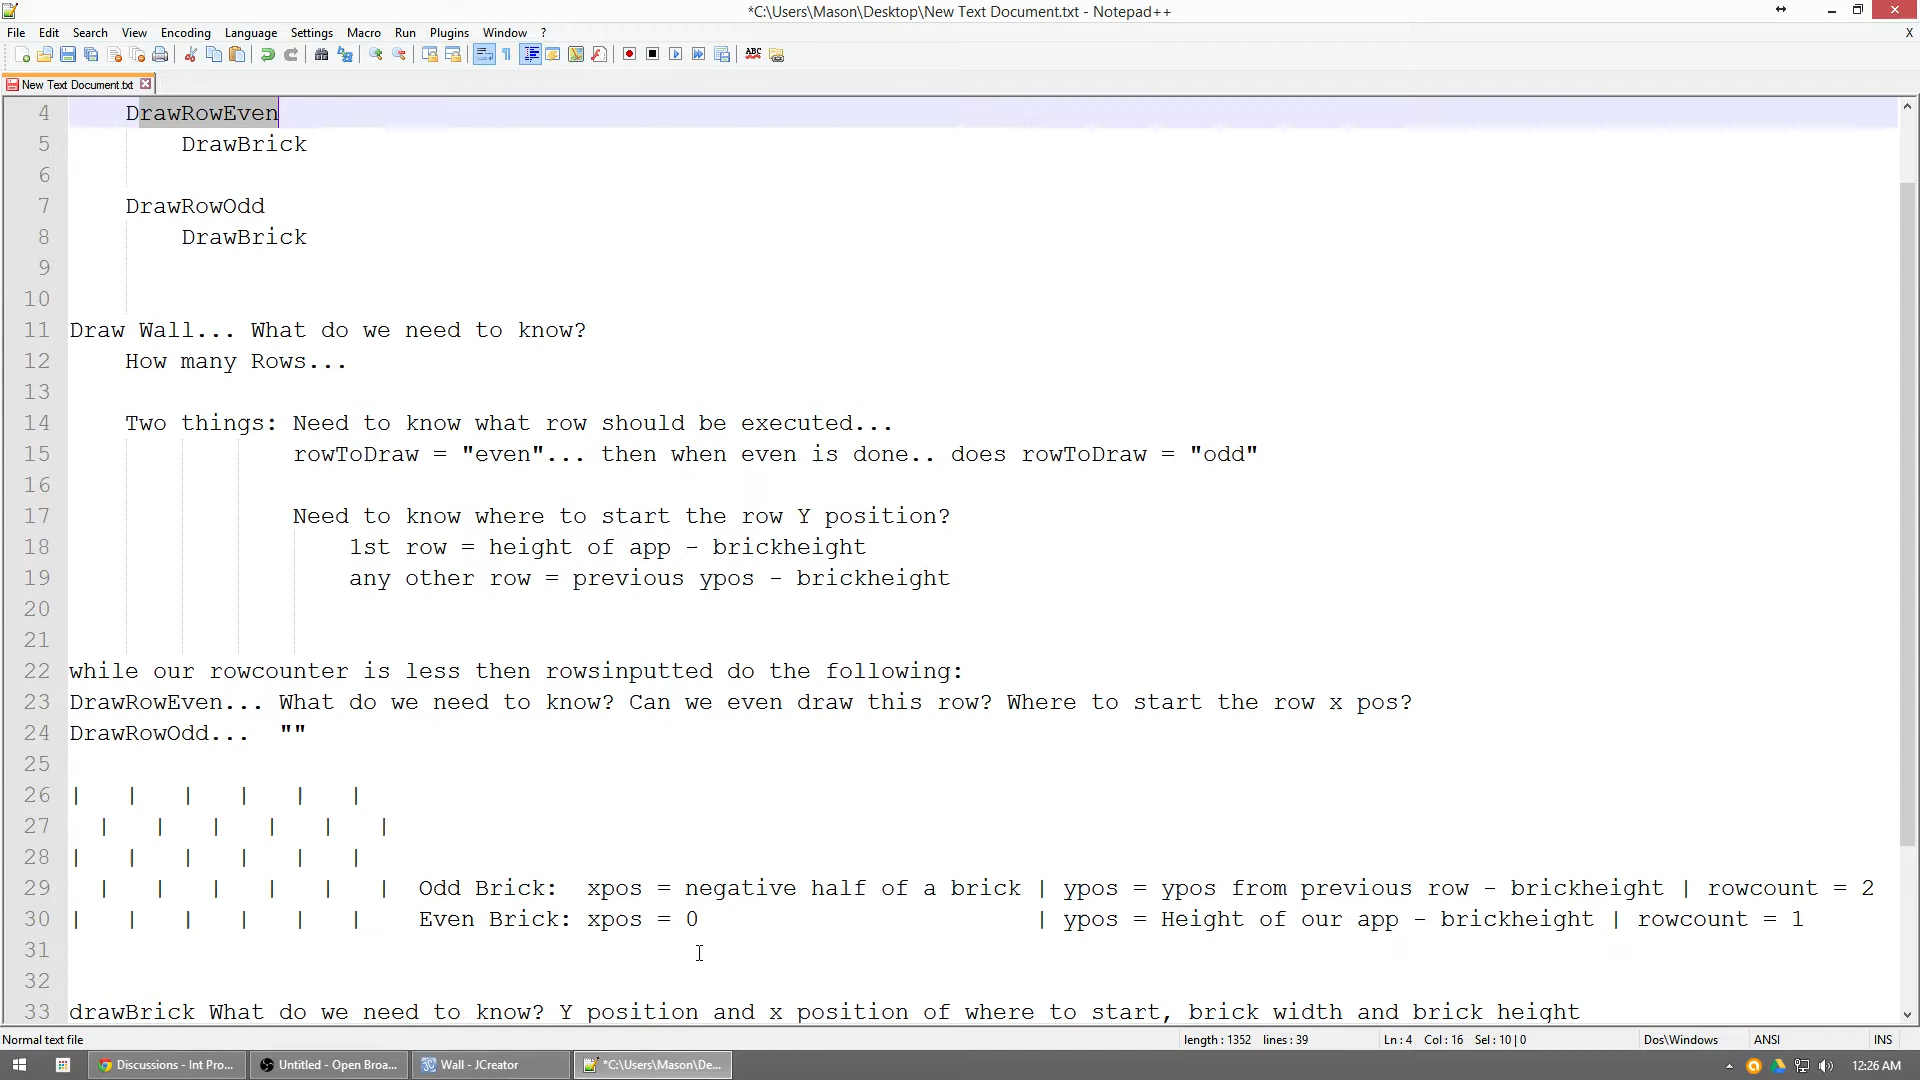 *C:\Users\Mason\Desktop\New Text Document.txt - Notepad++
File Edit Search View Encoding Language Settings Macro Run Plugins Window ? X
New Text Document.txt
4 DrawRowEven
5 DrawBrick
6
7 DrawRowOdd
8 DrawBrick
9
10
11 Draw Wall... What do we need to know?
12 How many Rows...
13
14 Two things: Need to know what row should be executed...
15 rowToDraw = "even"... then when even is done.. does rowToDraw = "odd"
16
17 Need to know where to start the row Y position?
18 1st row = height of app - brickheight
19 any other row = previous ypos - brickheight
20
21
22 while our rowcounter is less then rowsinputted do the following:
23 DrawRowEven... What do we need to know? Can we even draw this row? Where to start the row x pos?
24 DrawRowOdd... ""
25
26 | | | | | |
27 | | | | | |
28 | | | | | |
29 | | | | | | Odd Brick: xpos = negative half of a brick | ypos = ypos from previous row - brickheight | rowcount = 2
30 | | | | | | Even Brick: xpos = 0 | ypos = Height of our app - brickheight | rowcount = 1
31
32
33 drawBrick What do we need to know? Y position and x position of where to start, brick width and brick height
Normal text file length : 1352 lines : 39 Ln : 4 Col : 16 Sel : 10 | 0 Dos\Windows ANSI INS
Discussions - Int Pro... Untitled - Open Broa... Wall - JCreator *C:\Users\Mason\De... 12:26 AM